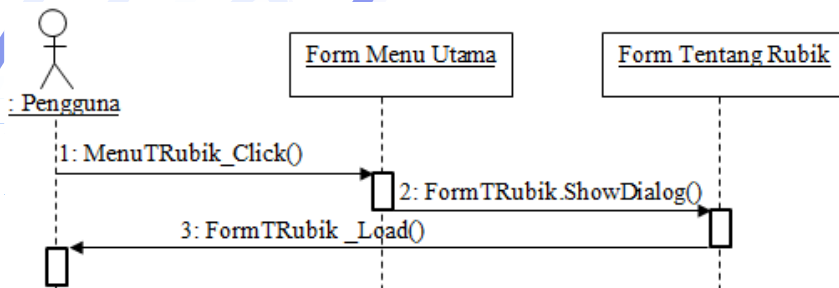 Form Menu Utama
Form Tentang Rubik
: Pengguna
1: MenuTRubik_Click()
2: FormTRubik.ShowDialog()
3: FormTRubik _Load()